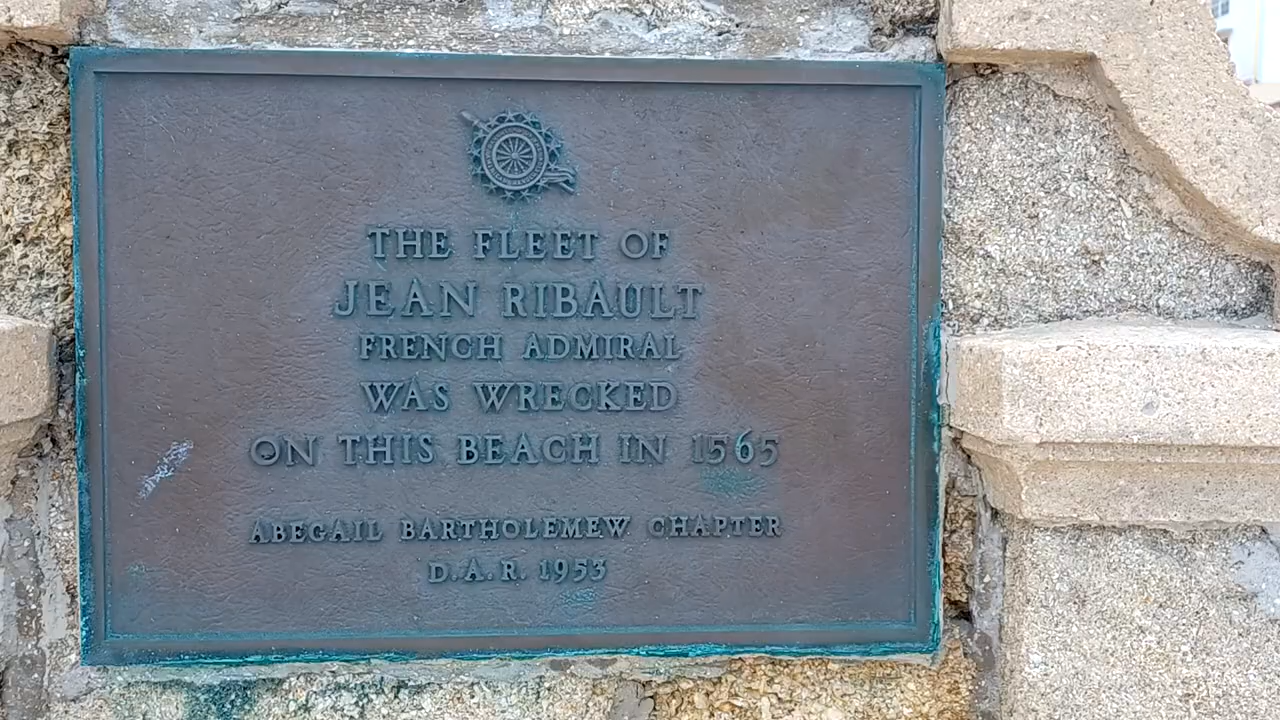 THE FLEET OF
JEAN RIBAULT
FRENCH ADMIRAL
WAS WRECKED
ON THIS BEACH IN 1565
ABEGAIL BARTHOLEMEW CHAPTER
D.A.R. 1953